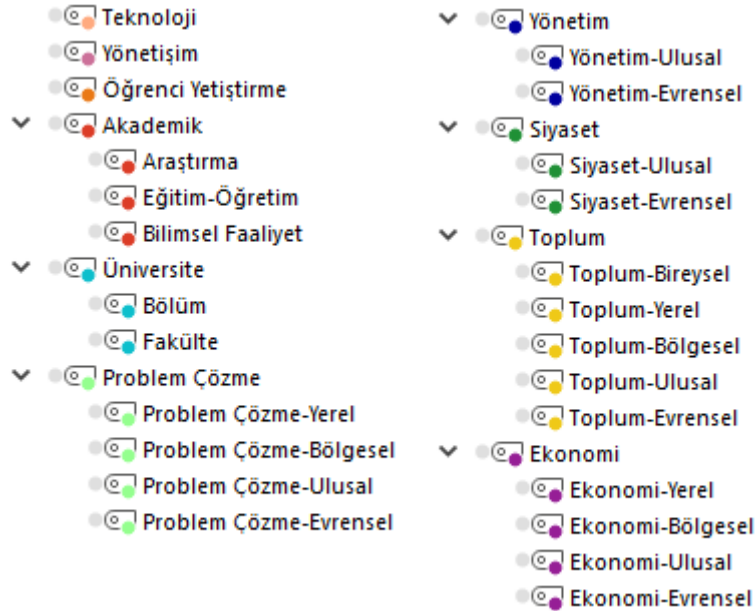 Teknoloji
Yönetişim
Öğrenci Yetiştirme
Akademik
Araştırma
Eğitim-Öğretim
Bilimsel Faaliyet
Üniversite
Bölüm
Fakülte
Problem Çözme
Problem Çözme-Yerel
Problem Çözme-Bölgesel
Problem Çözme-Ulusal
Problem Çözme-Evrensel
Yönetim
Yönetim-Ulusal
Yönetim-Evrensel
Siyaset
Siyaset-Ulusal
Siyaset-Evrensel
Toplum
Toplum-Bireysel
Toplum-Yerel
Toplum-Bölgesel
Toplum-Ulusal
Toplum-Evrensel
Ekonomi
Ekonomi-Yerel
Ekonomi-Bölgesel
Ekonomi-Ulusal
Ekonomi-Evrensel